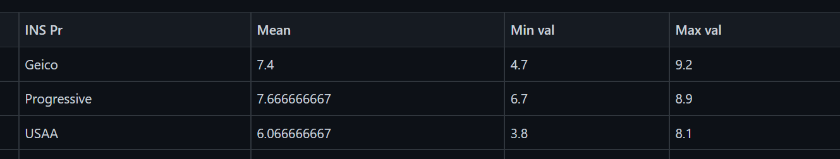 INS Pr Mean Min val Max val
Geico 7.4 4.7 9.2
Progressive 7.666666667 6.7 8.9
USAA 6.066666667 3.8 8.1